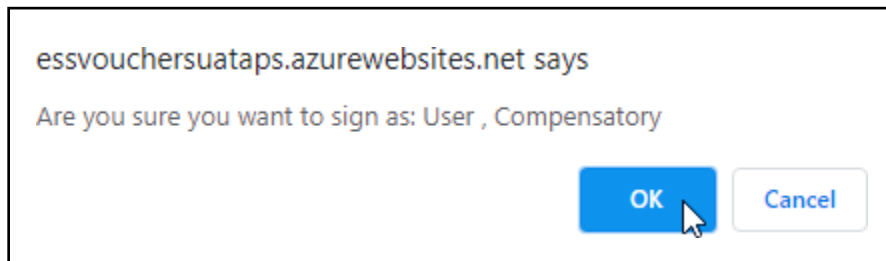 essvouchersuataps.azurewebsites.net says
Are you sure you want to sign as: User , Compensatory
OK
Cancel